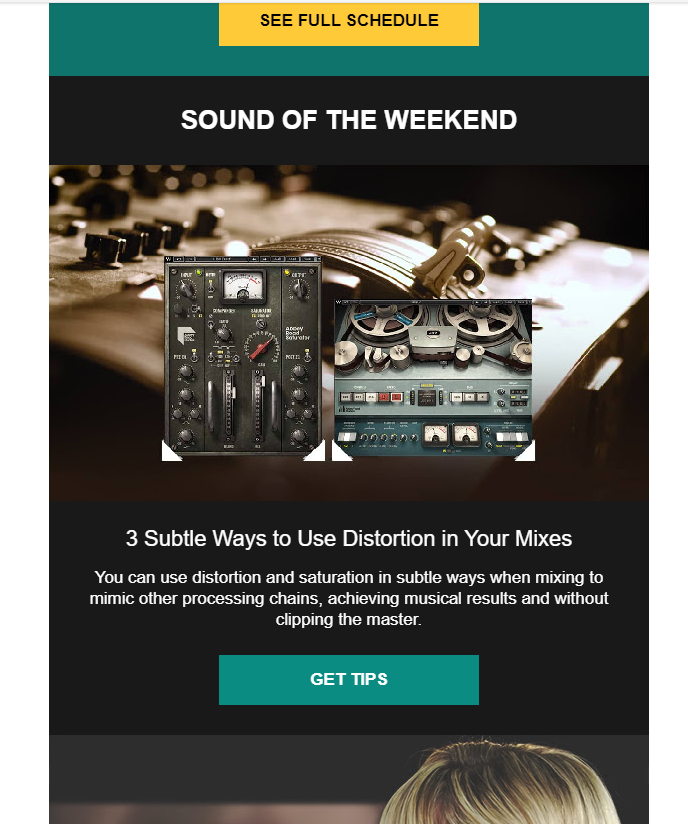 SEE FULL SCHEDULE
SOUND OF THE WEEKEND
INPUT
OUTPUT
Abbey
Road
Saturator
3 Subtle Ways to Use Distortion in Your Mixes
You can use distortion and saturation in subtle ways when mixing to
mimic other processing chains, achieving musical results and without
clipping the master.
GET TIPS